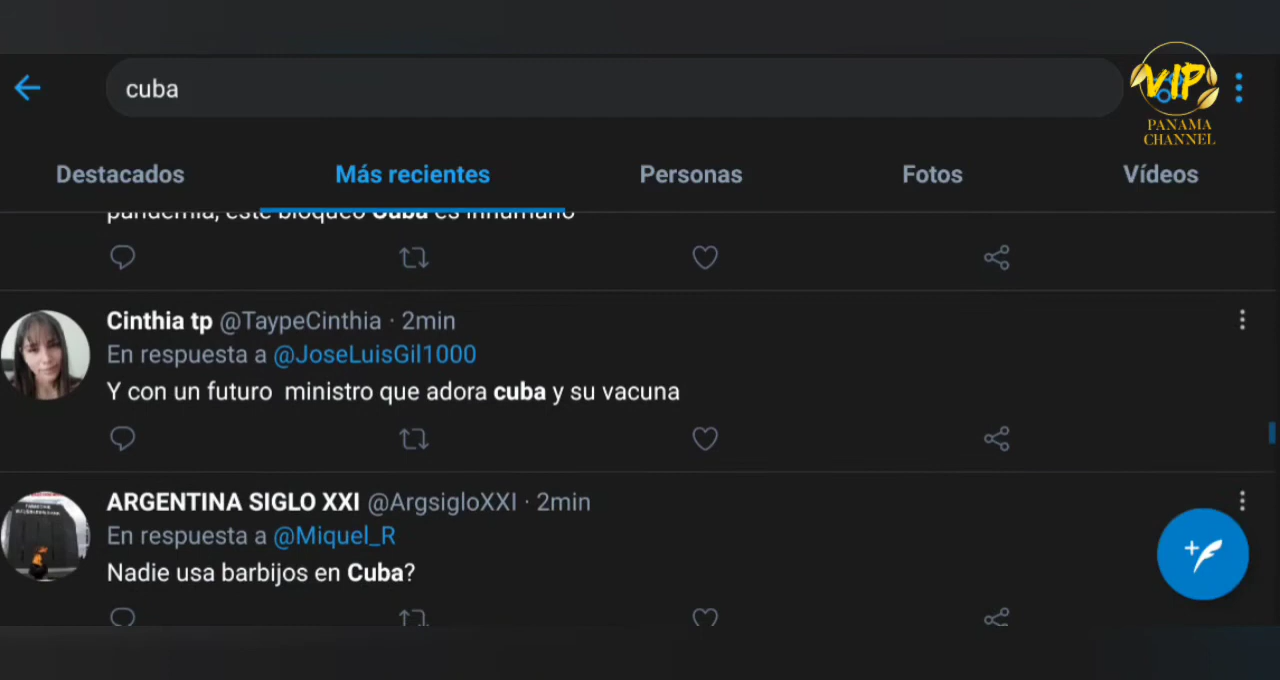 cuba
VIP
PANAMA
CHANNEL
Destacados Más recientes Personas Fotos Vídeos
pandemia, este bloqueo Cuba es inhumano
Cinthia tp @TaypeCinthia · 2min
En respuesta a @JoseLuisGil1000
Y con un futuro ministro que adora cuba y su vacuna
ARGENTINA SIGLO XXI @ArgsigloXXI · 2min
En respuesta a @Miquel_R
Nadie usa barbijos en Cuba?